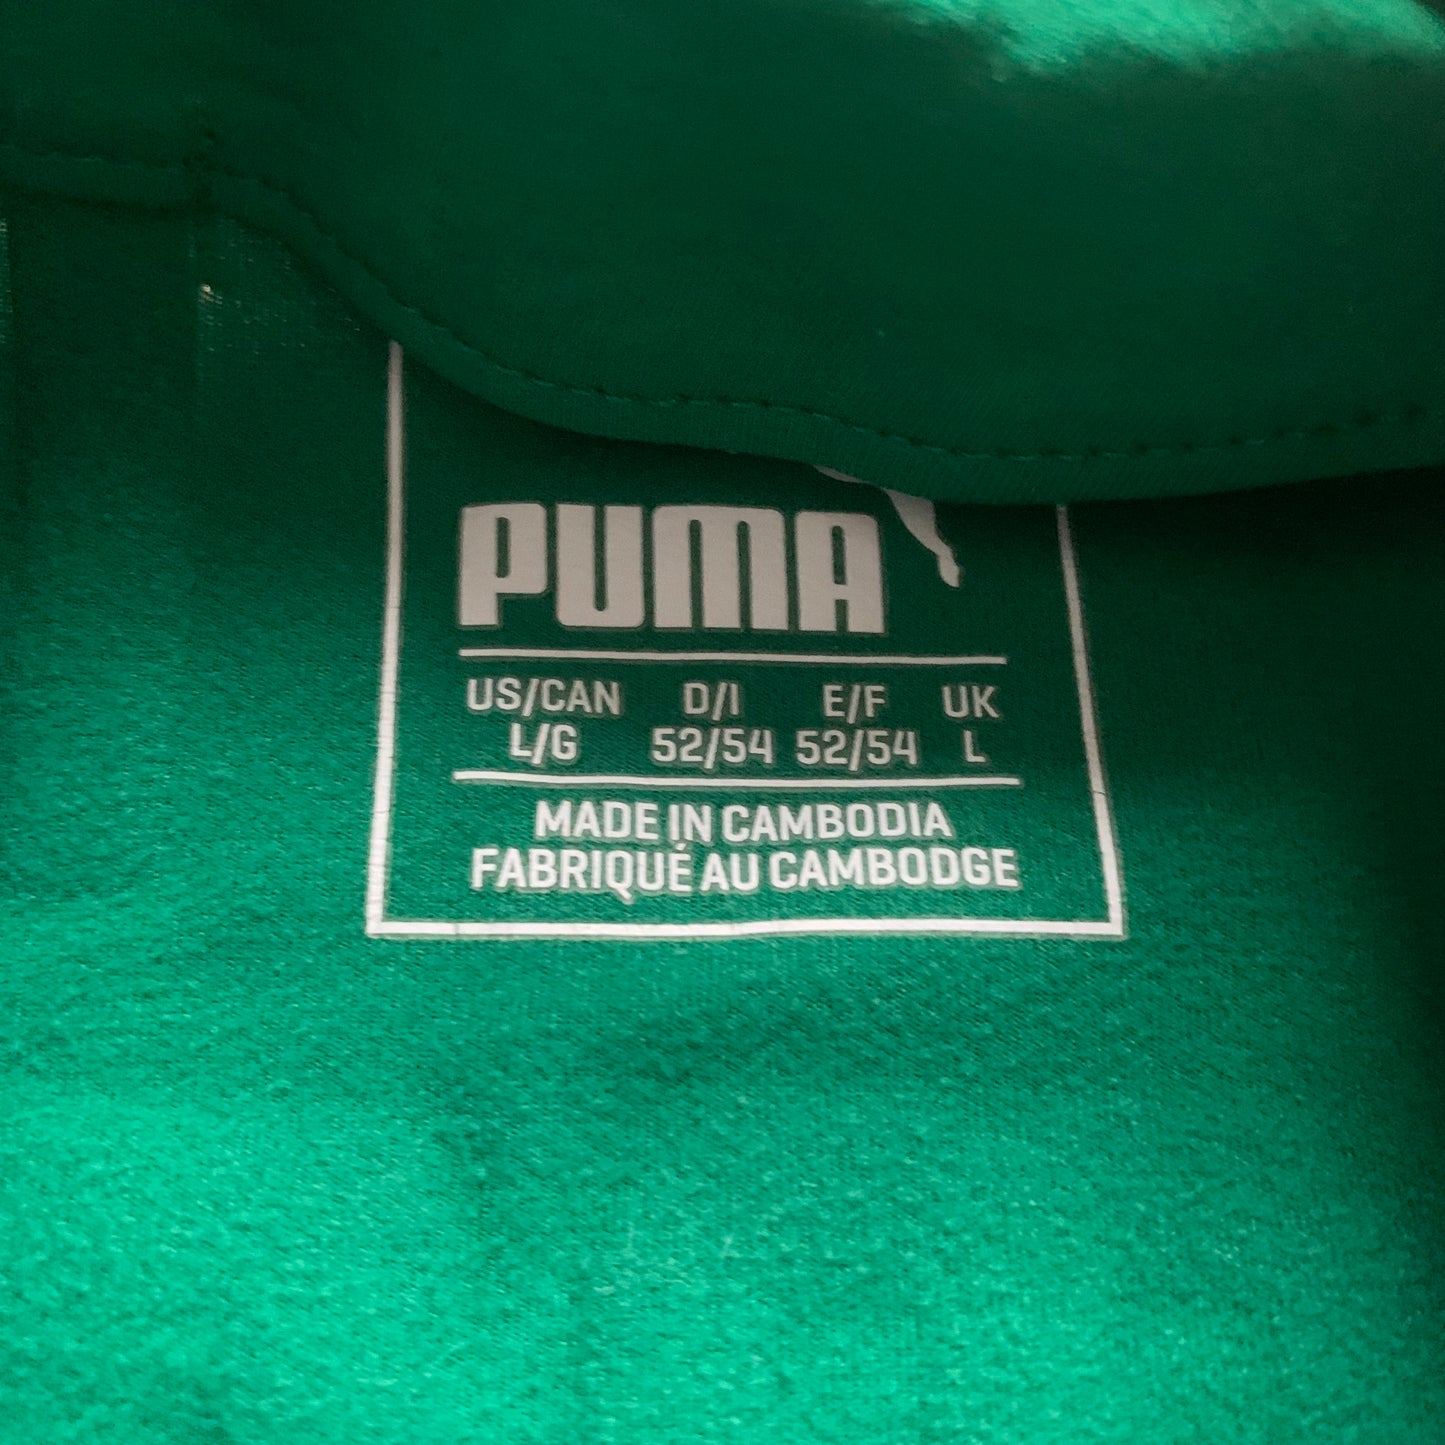 PUMA
US/CAN D/I E/F UK
L/G 52/54 52/54 L
MADE IN CAMBODIA
FABRIQUÉ AU CAMBODGE